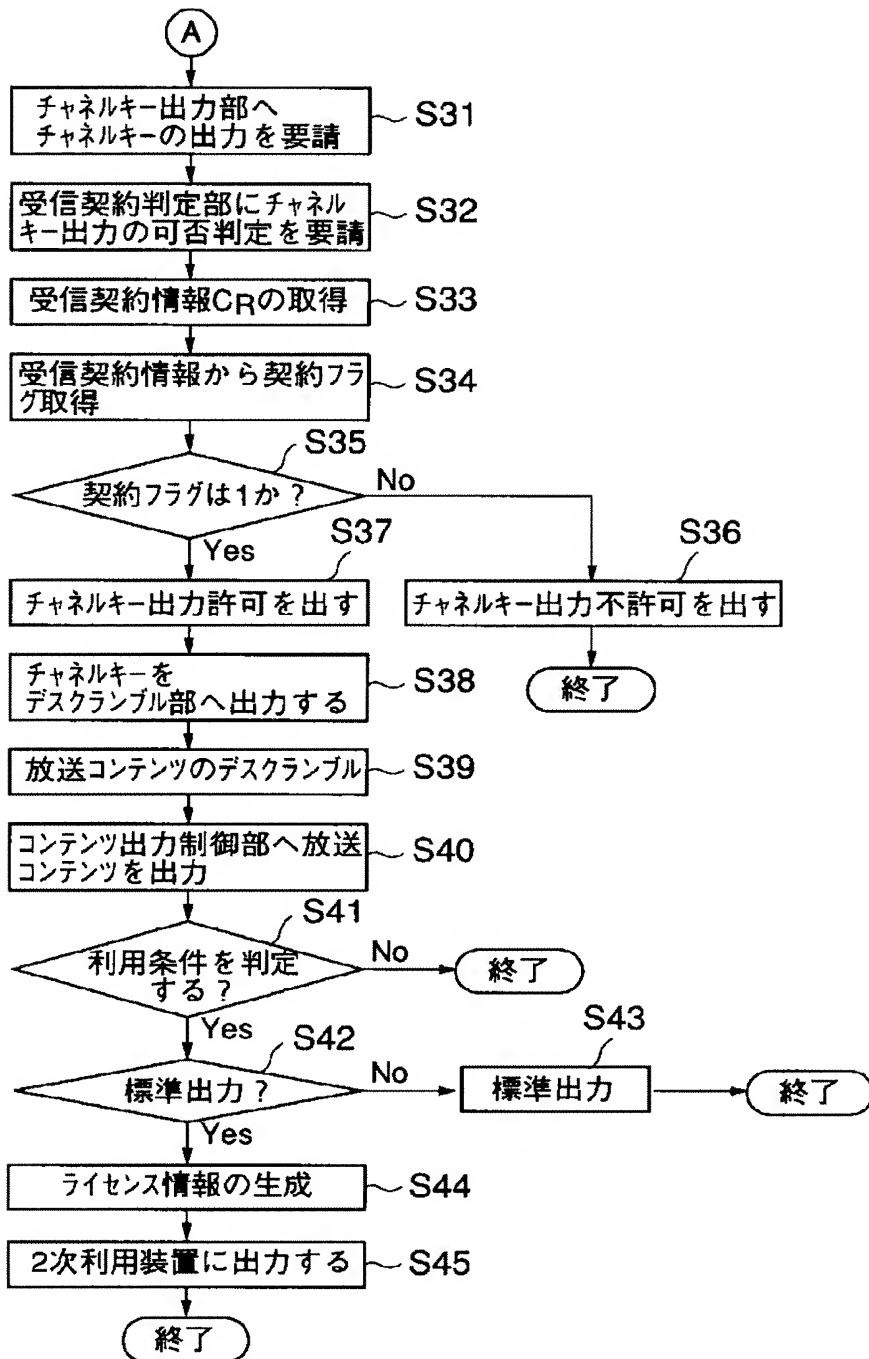 A
チャネルキー出力部へ
チャネルキーの出力を要請
S31
受信契約判定部にチャネル
キー出力の可否判定を要請
S32
受信契約情報CRの取得
S33
受信契約情報から契約フラ
グ取得
S34
S35
契約フラグは1か?
No
Yes
S37
S36
チャネルキー出力許可を出す
チャネルキー出力不許可を出す
終了
チャネルキーを
デスクランブル部へ出力する
S38
放送コンテンツのデスクランブル
S39
コンテンツ出力制御部へ放送
コンテンツを出力
S40
S41
利用条件を判定
する?
No
終了
Yes
S42
標準出力?
No
S43
標準出力
終了
Yes
ライセンス情報の生成
S44
2次利用装置に出力する
S45
終了